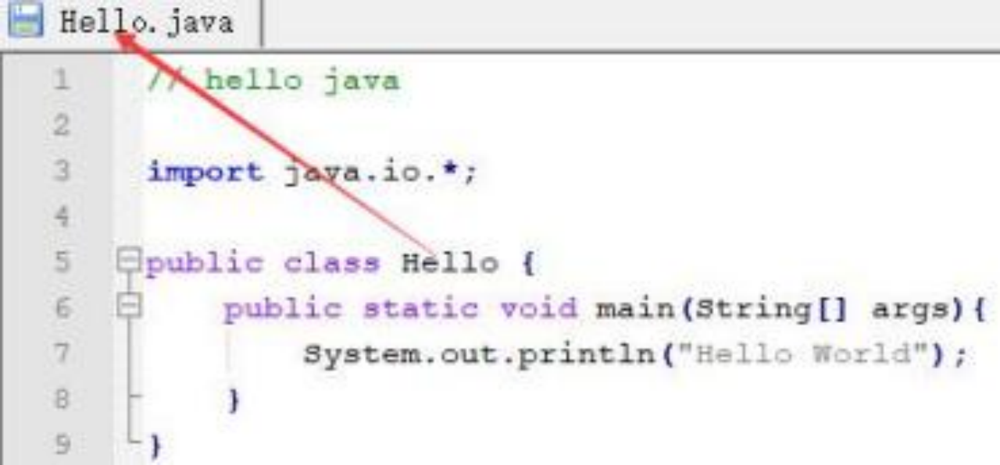 Hello.java
1 // hello java
2
3 import java.io.*;
4
5 public class Hello {
6     public static void main(String[] args){
7         System.out.println("Hello World");
8     }
9 }